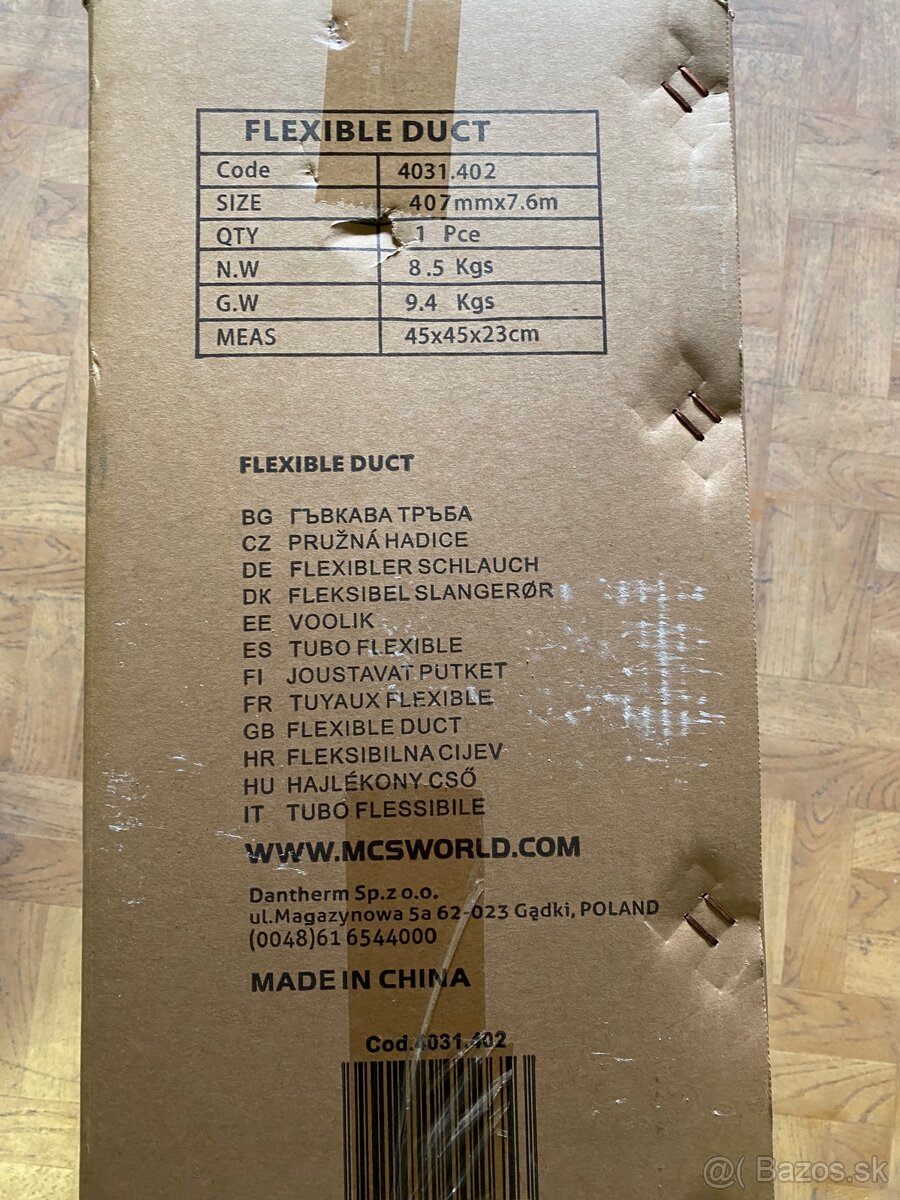 FLEXIBLE DUCT
Code 4031.402
SIZE 407mmx7.6m
QTY 1 Pce
N.W 8.5 Kgs
G.W 9.4 Kgs
MEAS 45x45x23cm
FLEXIBLE DUCT
BG ГЪВКАВА ТРЪБА
CZ PRUŽNÁ HADICE
DE FLEXIBLER SCHLAUCH
DK FLEKSIBEL SLANGERØR
EE VOOLIK
ES TUBO FLEXIBLE
FI JOUSTAVAT PUTKET
FR TUYAUX FLEXIBLE
GB FLEXIBLE DUCT
HR FLEKSIBILNA CIJEV
HU HAJLÉKONY CSŐ
IT TUBO FLESSIBILE
WWW.MCSWORLD.COM
Dantherm Sp.z o.o.
ul.Magazynowa 5a 62-023 Gądki, POLAND
(0048)61 6544000
MADE IN CHINA
Cod.4031.402
@( Bazos.sk